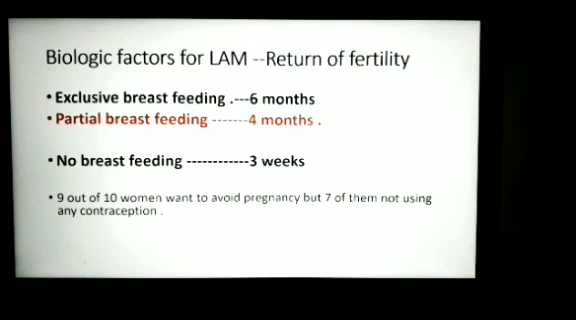 Biologic factors for LAM --Return of fertility
• Exclusive breast feeding .---6 months
• Partial breast feeding -------4 months .
• No breast feeding ------------3 weeks
• 9 out of 10 women want to avoid pregnancy but 7 of them not using
any contraception .